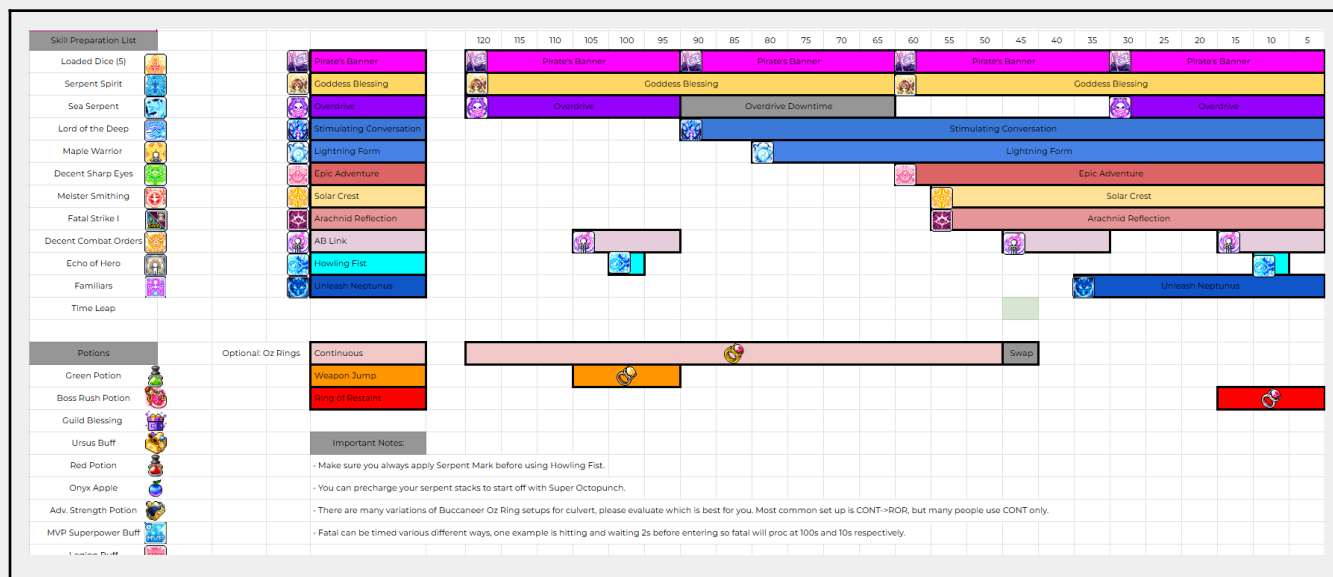 Skill Preparation List 120 115 110 105 100 95 90 85 80 75 70 65 60 55 50 45 40 35 30 25 20 15 10 5
Loaded Dice (5) Pirate's Banner Pirate's Banner Pirate's Banner Pirate's Banner Pirate's Banner
Serpent Spirit Goddess Blessing Goddess Blessing Goddess Blessing
Sea Serpent Overdrive Overdrive Overdrive Downtime Overdrive
Lord of the Deep Stimulating Conversation Stimulating Conversation
Maple Warrior Lightning Form Lightning Form
Decent Sharp Eyes Epic Adventure Epic Adventure
Meister Smithing Solar Crest Solar Crest
Fatal Strike I Arachnid Reflection Arachnid Reflection
Decent Combat Orders AB Link
Echo of Hero Howling Fist
Familiars Unleash Neptunus Unleash Neptunus
Time Leap
Potions Optional: Oz Rings Continuous Swap
Green Potion Weapon Jump
Boss Rush Potion Ring of Restraint
Guild Blessing
Ursus Buff Important Notes:
Red Potion - Make sure you always apply Serpent Mark before using Howling Fist.
Onyx Apple - You can precharge your serpent stacks to start off with Super Octopunch.
Adv. Strength Potion - There are many variations of Buccaneer Oz Ring setups for culvert, please evaluate which is best for you. Most common set up is CONT->ROR, but many people use CONT only.
MVP Superpower Buff MVP - Fatal can be timed various different ways, one example is hitting and waiting 2s before entering so fatal will proc at 100s and 10s respectively.
Legion Buff